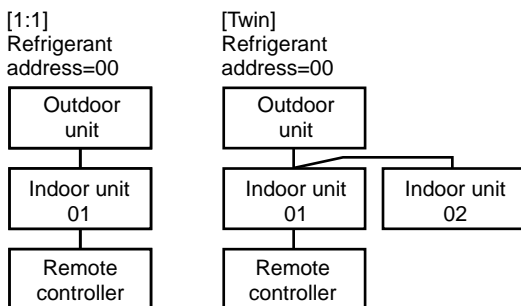 [1:1]
Refrigerant
address=00
Outdoor
unit
Indoor unit
01
Remote
controller
[Twin]
Refrigerant
address=00
Outdoor
unit
Indoor unit
01
Indoor unit
02
Remote
controller